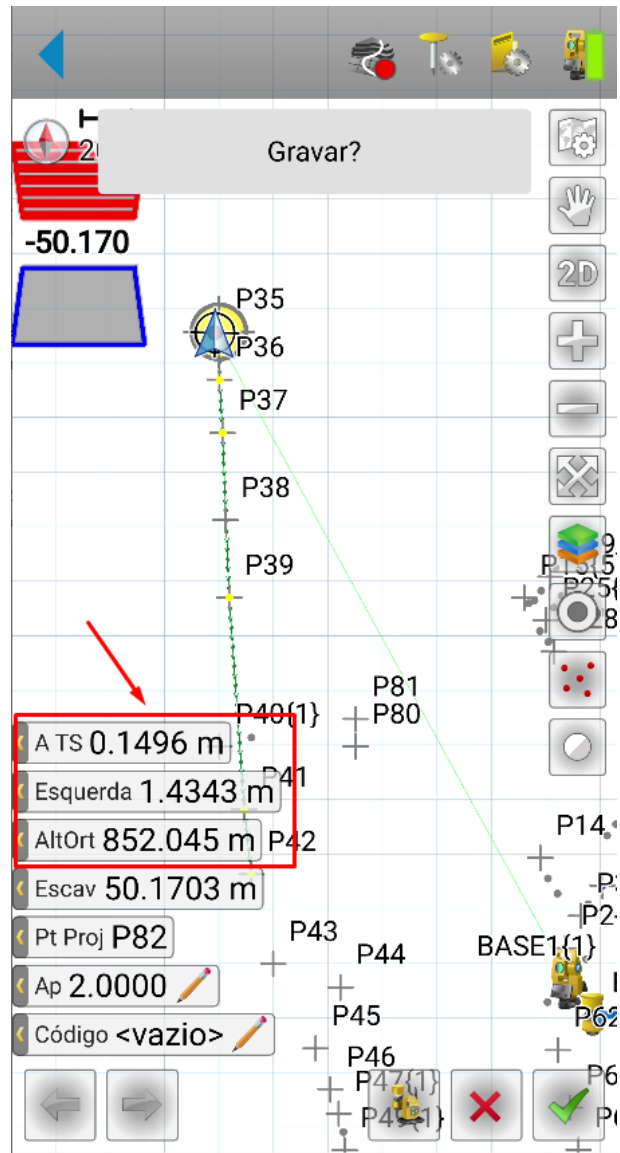 Gravar?
-50.170
2D
P35
P36
P37
P38
P39
P81
P40{1}
P80
A TS 0.1496 m
P41
Esquerda 1.4343 m
AltOrt 852.045 m
P42
P14
Escav 50.1703 m
Pt Proj P82
P43
BASE1{1}
P44
Ap 2.0000
P45
P62
Código <vazio>
P46
P47{1}